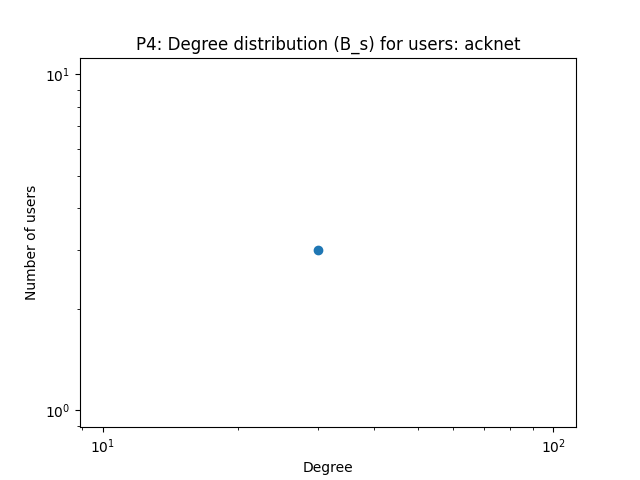 P4: Degree distribution (B_s) for users: acknet
10¹
Number of users
10⁰
10¹ 10²
Degree